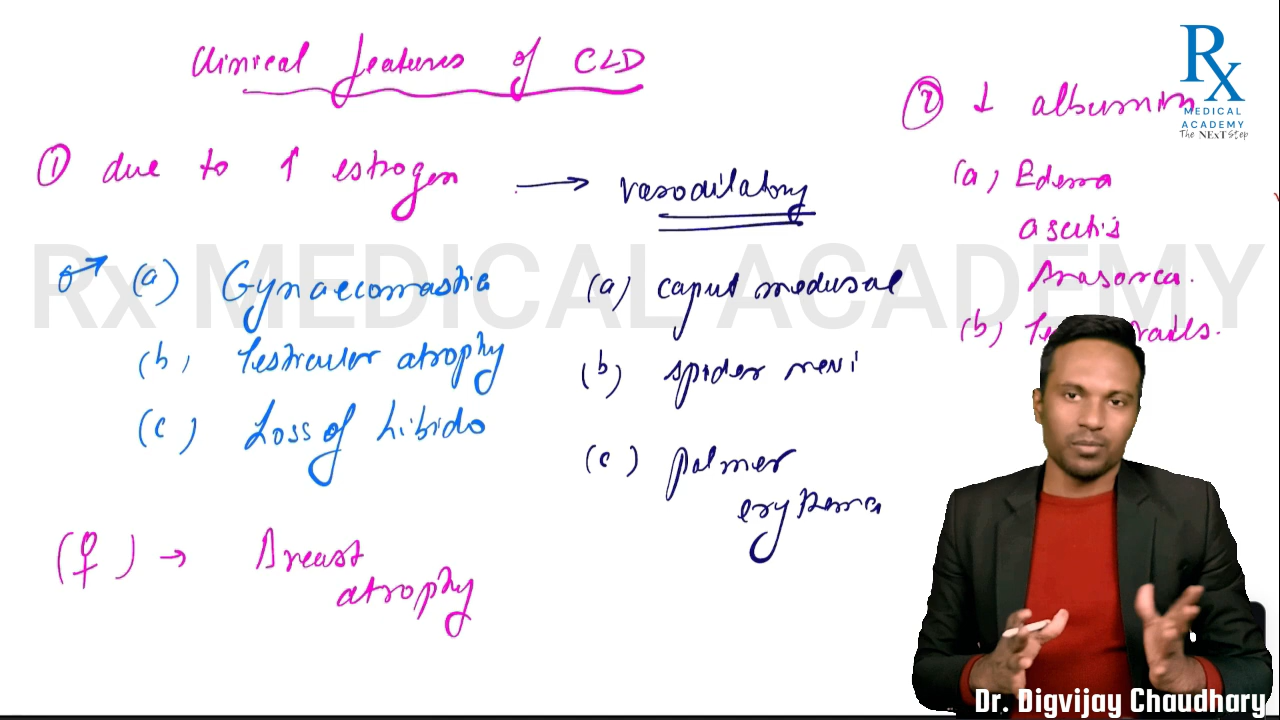 Clinical features of CLD
① due to ↑ estrogen → vasodilatory
♂ (a) Gynaecomastia
(b) Testicular atrophy
(c) Loss of Libido
(♀) → Breast
atrophy
(a) caput medusae
(b) spider nevi
(c) palmer
erythema
② ↓ albumin
(a) Edema
ascitis
Anasarca.
(b)
Rx
MEDICAL
ACADEMY
The NExT Step
Rx MEDICAL ACADEMY
Dr. Digvijay Chaudhary